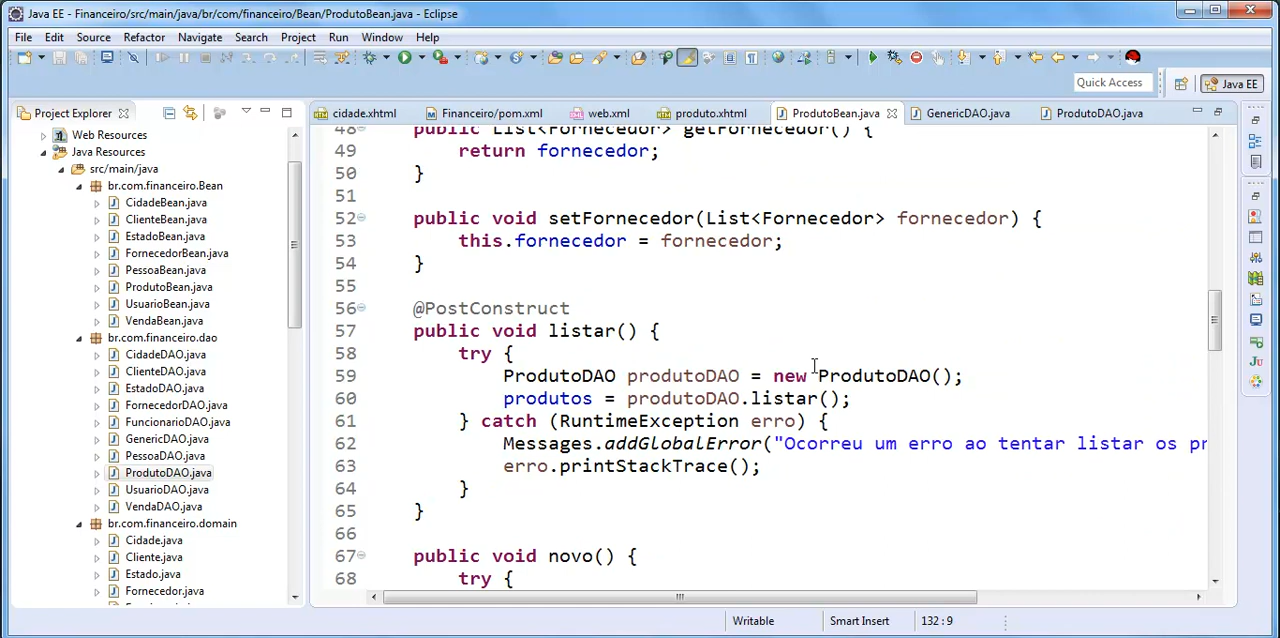 Java EE - Financeiro/src/main/java/br/com/financeiro/Bean/ProdutoBean.java - Eclipse
File Edit Source Refactor Navigate Search Project Run Window Help
Quick Access
Java EE
Project Explorer
cidade.xhtml
Financeiro/pom.xml
web.xml
produto.xhtml
ProdutoBean.java
GenericDAO.java
ProdutoDAO.java
Web Resources
Java Resources
src/main/java
br.com.financeiro.Bean
CidadeBean.java
ClienteBean.java
EstadoBean.java
FornecedorBean.java
PessoaBean.java
ProdutoBean.java
UsuarioBean.java
VendaBean.java
br.com.financeiro.dao
CidadeDAO.java
ClienteDAO.java
EstadoDAO.java
FornecedorDAO.java
FuncionarioDAO.java
GenericDAO.java
PessoaDAO.java
ProdutoDAO.java
UsuarioDAO.java
VendaDAO.java
br.com.financeiro.domain
Cidade.java
Cliente.java
Estado.java
Fornecedor.java
48 public List<Fornecedor> getFornecedor() {
49 return fornecedor;
50 }
51
52 public void setFornecedor(List<Fornecedor> fornecedor) {
53 this.fornecedor = fornecedor;
54 }
55
56 @PostConstruct
57 public void listar() {
58 try {
59 ProdutoDAO produtoDAO = new ProdutoDAO();
60 produtos = produtoDAO.listar();
61 } catch (RuntimeException erro) {
62 Messages.addGlobalError("Ocorreu um erro ao tentar listar os pr
63 erro.printStackTrace();
64 }
65 }
66
67 public void novo() {
68 try {
Writable Smart Insert 132 : 9